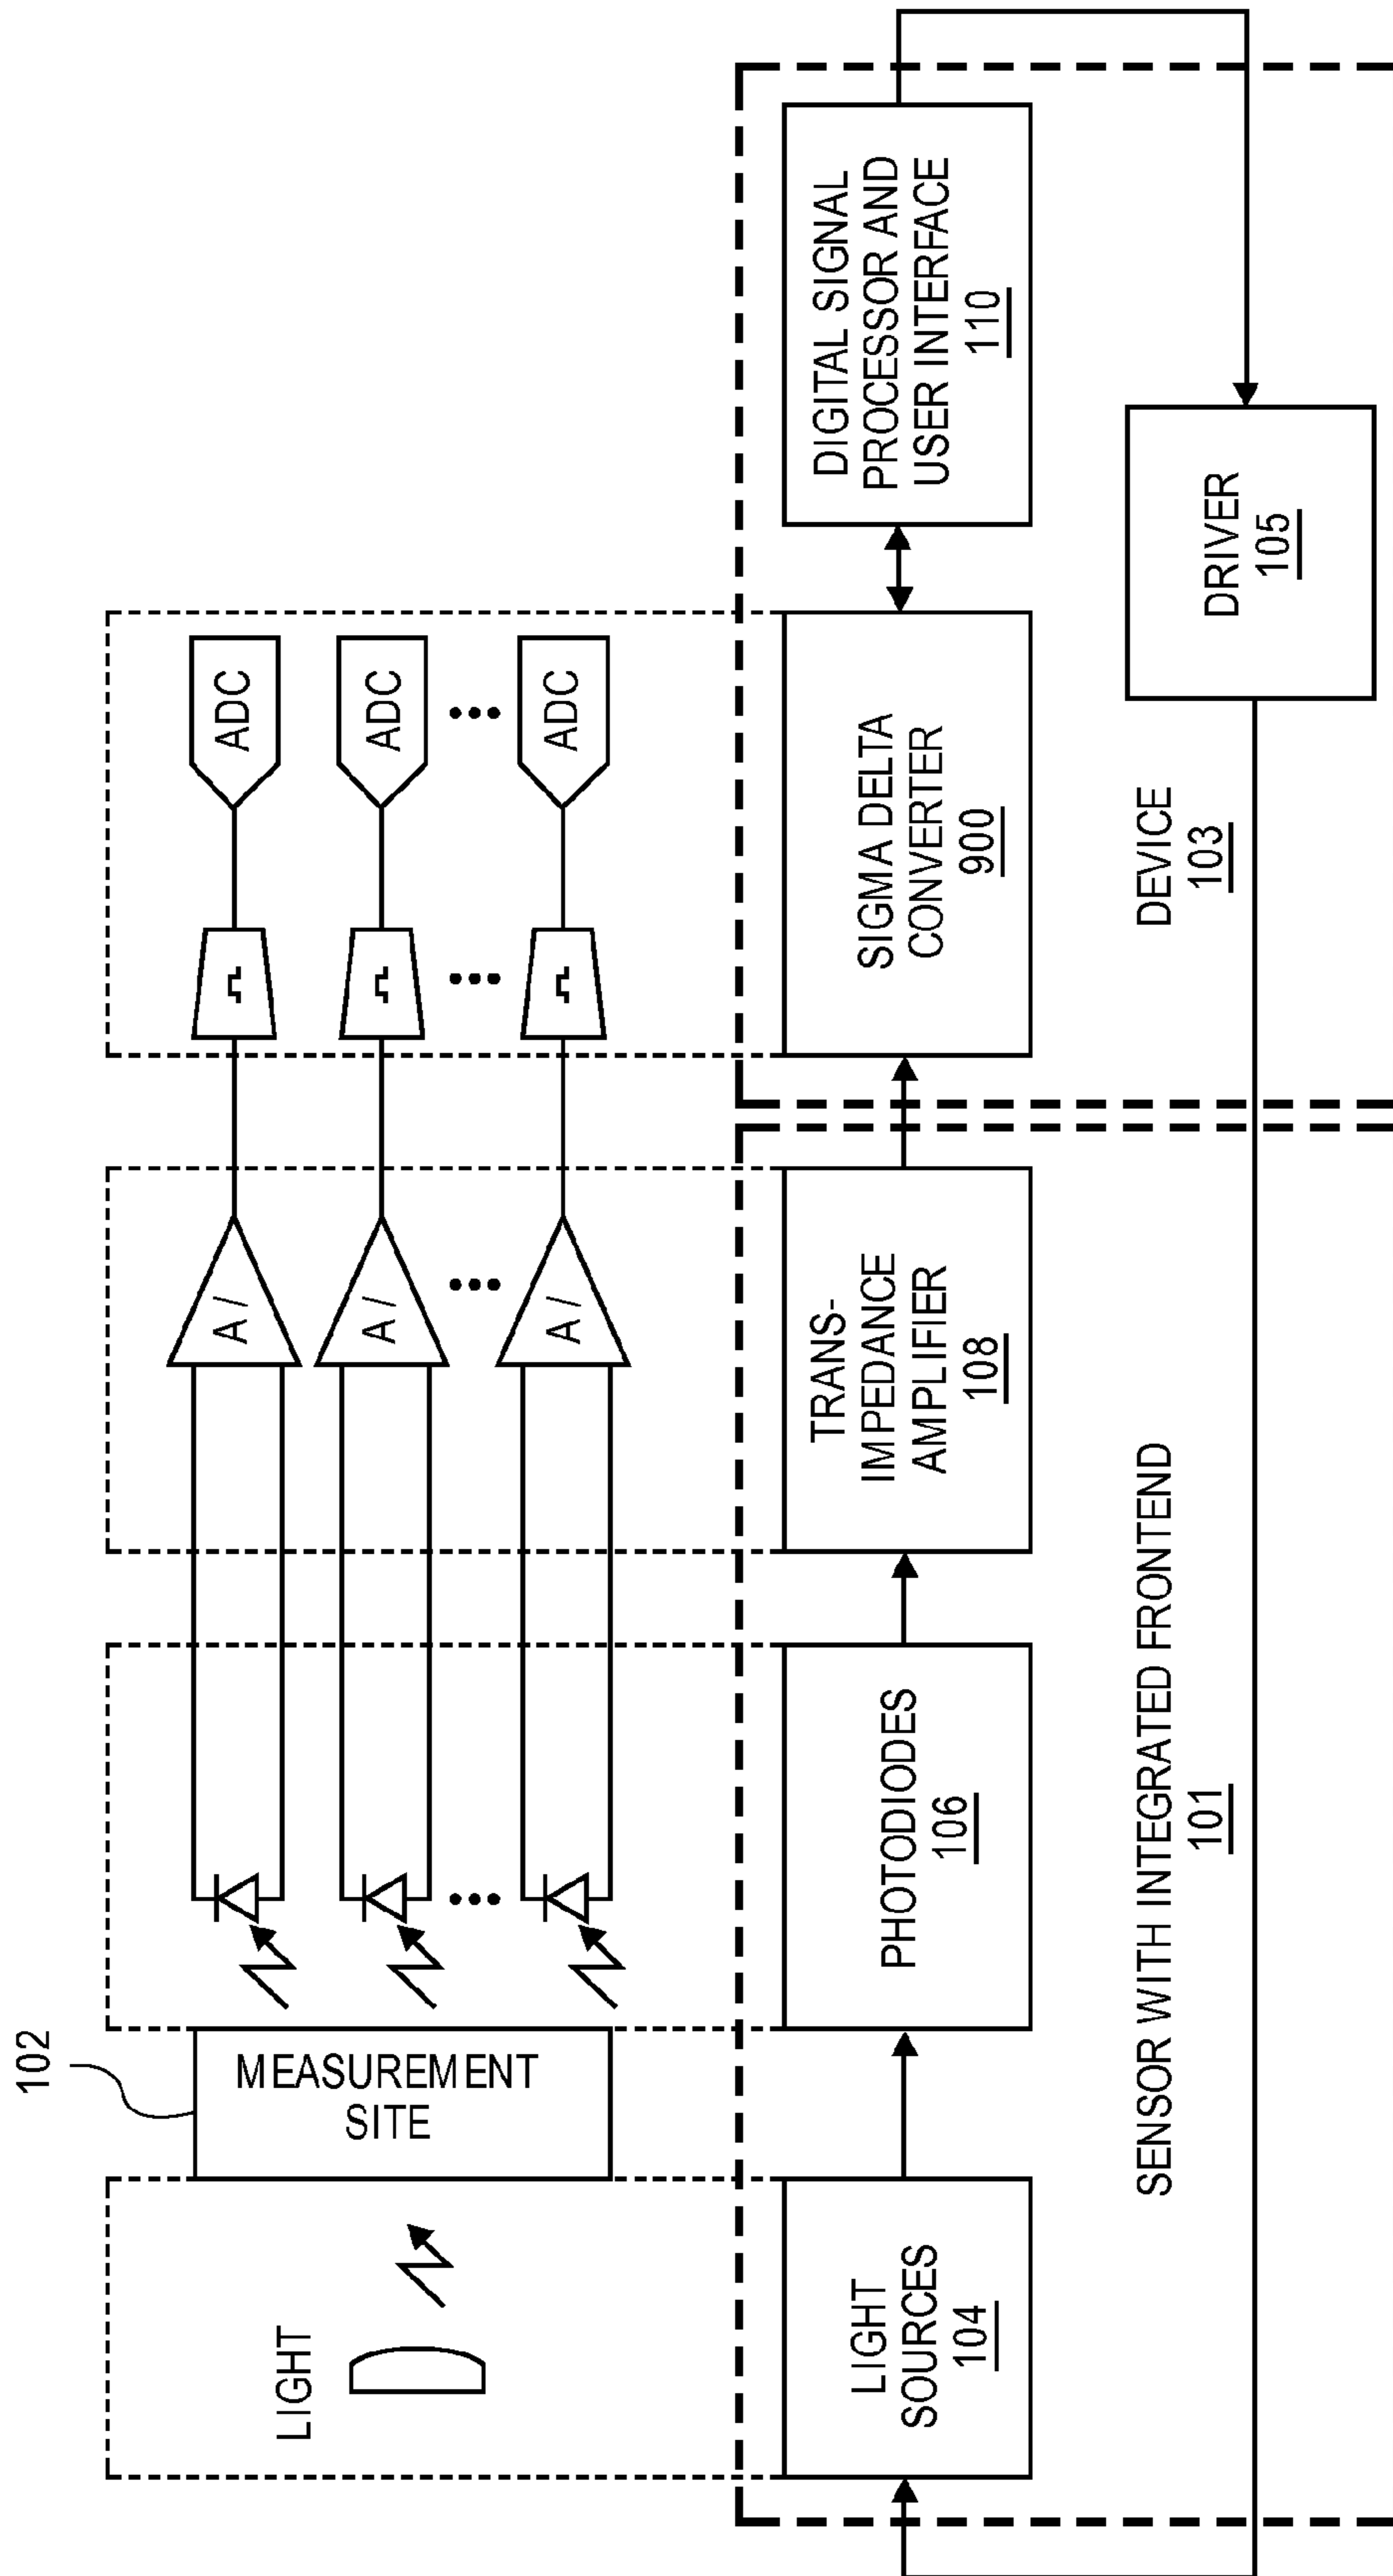 102
LIGHT
MEASUREMENT
SITE
A /
A /
A /
ADC
ADC
ADC
LIGHT
SOURCES
104
PHOTODIODES
106
TRANS-
IMPEDANCE
AMPLIFIER
108
SIGMA DELTA
CONVERTER
900
DIGITAL SIGNAL
PROCESSOR AND
USER INTERFACE
110
SENSOR WITH INTEGRATED FRONTEND
101
DEVICE
103
DRIVER
105